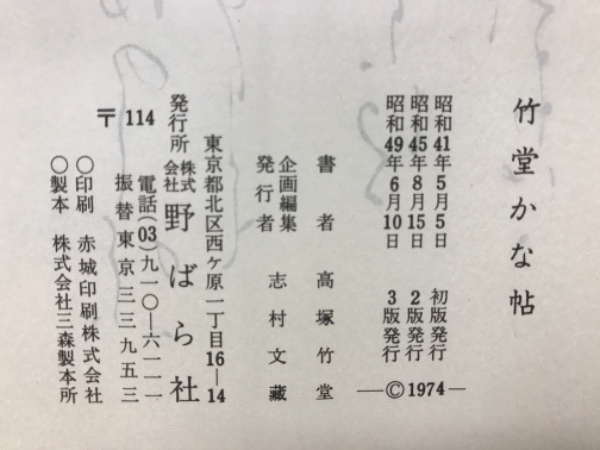 竹堂かな帖
昭和41年5月5日 初版発行
昭和45年8月15日 2版発行
昭和49年6月10日 3版発行
—© 1974—
書者 高塚竹堂
企画編集
発行者 志村文蔵
東京都北区西ヶ原一丁目16—14
発行所 株式会社 野ばら社
〒114 電話(03)九一〇—六一一一
振替東京三三九五三
○印刷 赤城印刷株式会社
○製本 株式会社三森製本所